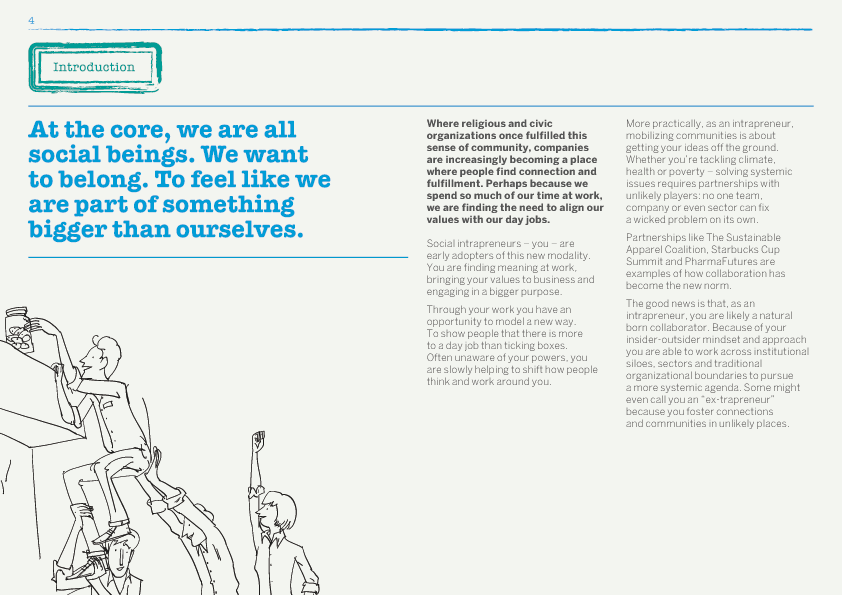 4
Introduction
At the core, we are all
social beings. We want
to belong. To feel like we
are part of something
bigger than ourselves.
Where religious and civic
organizations once fulfilled this
sense of community, companies
are increasingly becoming a place
where people find connection and
fulfillment. Perhaps because we
spend so much of our time at work,
we are finding the need to align our
values with our day jobs.
Social intrapreneurs – you – are
early adopters of this new modality.
You are finding meaning at work,
bringing your values to business and
engaging in a bigger purpose.
Through your work you have an
opportunity to model a new way.
To show people that there is more
to a day job than ticking boxes.
Often unaware of your powers, you
are slowly helping to shift how people
think and work around you.
More practically, as an intrapreneur,
mobilizing communities is about
getting your ideas off the ground.
Whether you're tackling climate,
health or poverty – solving systemic
issues requires partnerships with
unlikely players: no one team,
company or even sector can fix
a wicked problem on its own.
Partnerships like The Sustainable
Apparel Coalition, Starbucks Cup
Summit and PharmaFutures are
examples of how collaboration has
become the new norm.
The good news is that, as an
intrapreneur, you are likely a natural
born collaborator. Because of your
insider-outsider mindset and approach
you are able to work across institutional
siloes, sectors and traditional
organizational boundaries to pursue
a more systemic agenda. Some might
even call you an “ex-trapreneur”
because you foster connections
and communities in unlikely places.